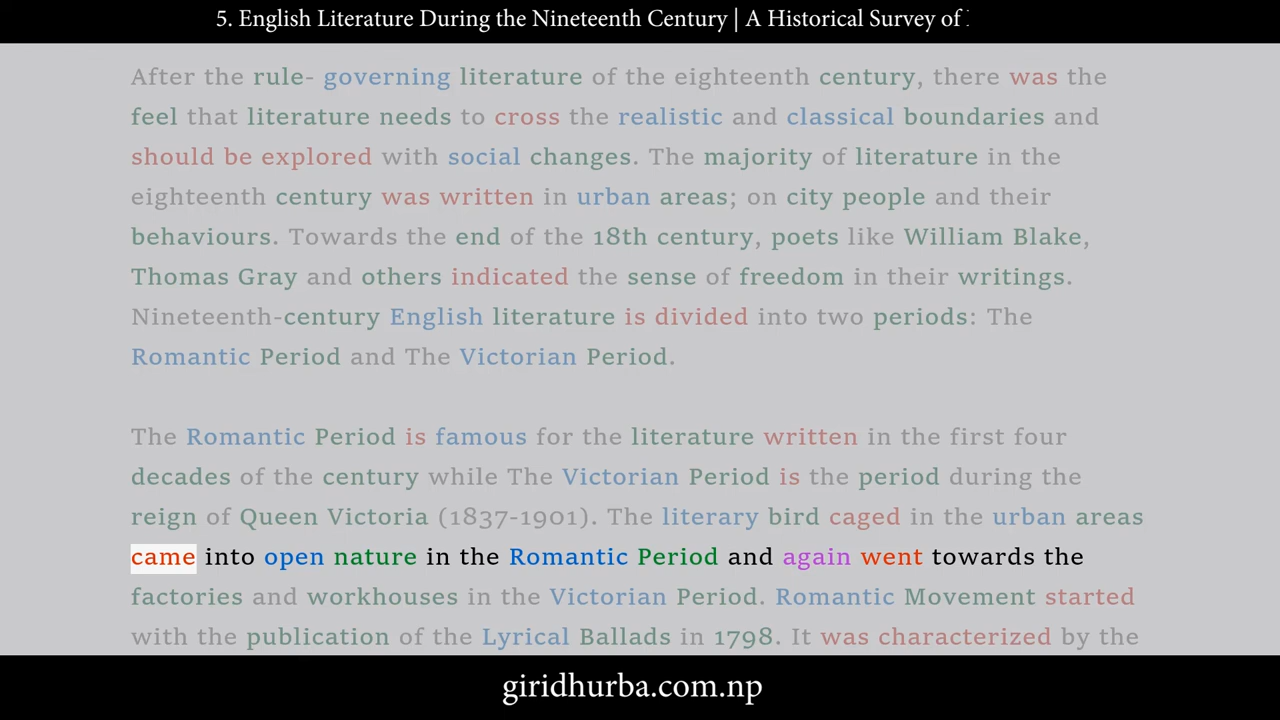 5. English Literature During the Nineteenth Century | A Historical Survey of
After the rule- governing literature of the eighteenth century, there was the
feel that literature needs to cross the realistic and classical boundaries and
should be explored with social changes. The majority of literature in the
eighteenth century was written in urban areas; on city people and their
behaviours. Towards the end of the 18th century, poets like William Blake,
Thomas Gray and others indicated the sense of freedom in their writings.
Nineteenth-century English literature is divided into two periods: The
Romantic Period and The Victorian Period.
The Romantic Period is famous for the literature written in the first four
decades of the century while The Victorian Period is the period during the
reign of Queen Victoria (1837-1901). The literary bird caged in the urban areas
came into open nature in the Romantic Period and again went towards the
factories and workhouses in the Victorian Period. Romantic Movement started
with the publication of the Lyrical Ballads in 1798. It was characterized by the
giridhurba.com.np